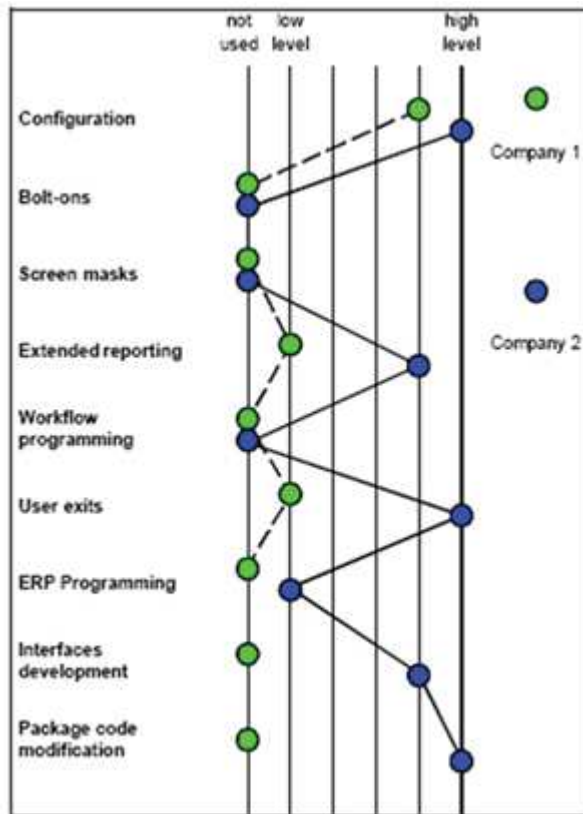 not
used
low
level
high
level
Configuration
Company 1
Bolt-ons
Screen masks
Extended reporting
Company 2
Workflow
programming
User exits
ERP Programming
Interfaces
development
Package code
modification